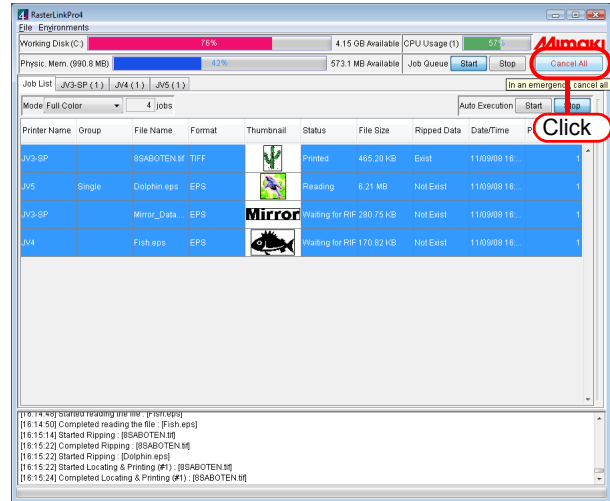 RasterLinkPro4
File Environments
Working Disk(C:) 76% 4.15 GB Available CPU Usage (1) 57% Mimaki
Physic. Mem. (990.8 MB) 42% 573.1 MB Available Job Queue Start Stop Cancel All
In an emergency, cancel all
Job List JV3-SP ( 1 ) JV4 ( 1 ) JV5 ( 1 )
Mode Full Color 4 jobs Auto Execution Start Stop
Click
Printer Name Group File Name Format Thumbnail Status File Size Ripped Data Date/Time P
JV3-SP 8SABOTEN.tif TIFF Printed 465.20 KB Exist 11/09/08 16:... 1
JV5 Single Dolphin.eps EPS Reading 6.21 MB Not Exist 11/09/08 16:... 1
JV3-SP Mirror_Data... EPS Mirror Waiting for RIF 280.75 KB Not Exist 11/09/08 16:... 1
JV4 Fish.eps EPS Waiting for RIF 170.82 KB Not Exist 11/09/08 16:... 1
[16:14:48] Started reading the file : [Fish.eps]
[16:14:50] Completed reading the file : [Fish.eps]
[16:15:14] Started Ripping : [8SABOTEN.tif]
[16:15:22] Completed Ripping : [8SABOTEN.tif]
[16:15:22] Started Ripping : [Dolphin.eps]
[16:15:22] Started Locating & Printing (#1) : [8SABOTEN.tif]
[16:15:24] Completed Locating & Printing (#1) : [8SABOTEN.tif]